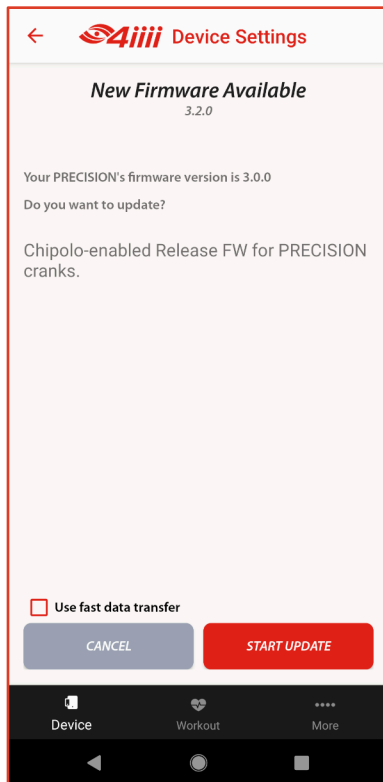 4iiii Device Settings
New Firmware Available
3.2.0
Your PRECISION's firmware version is 3.0.0
Do you want to update?
Chipolo-enabled Release FW for PRECISION
cranks.
Use fast data transfer
CANCEL START UPDATE
Device Workout More